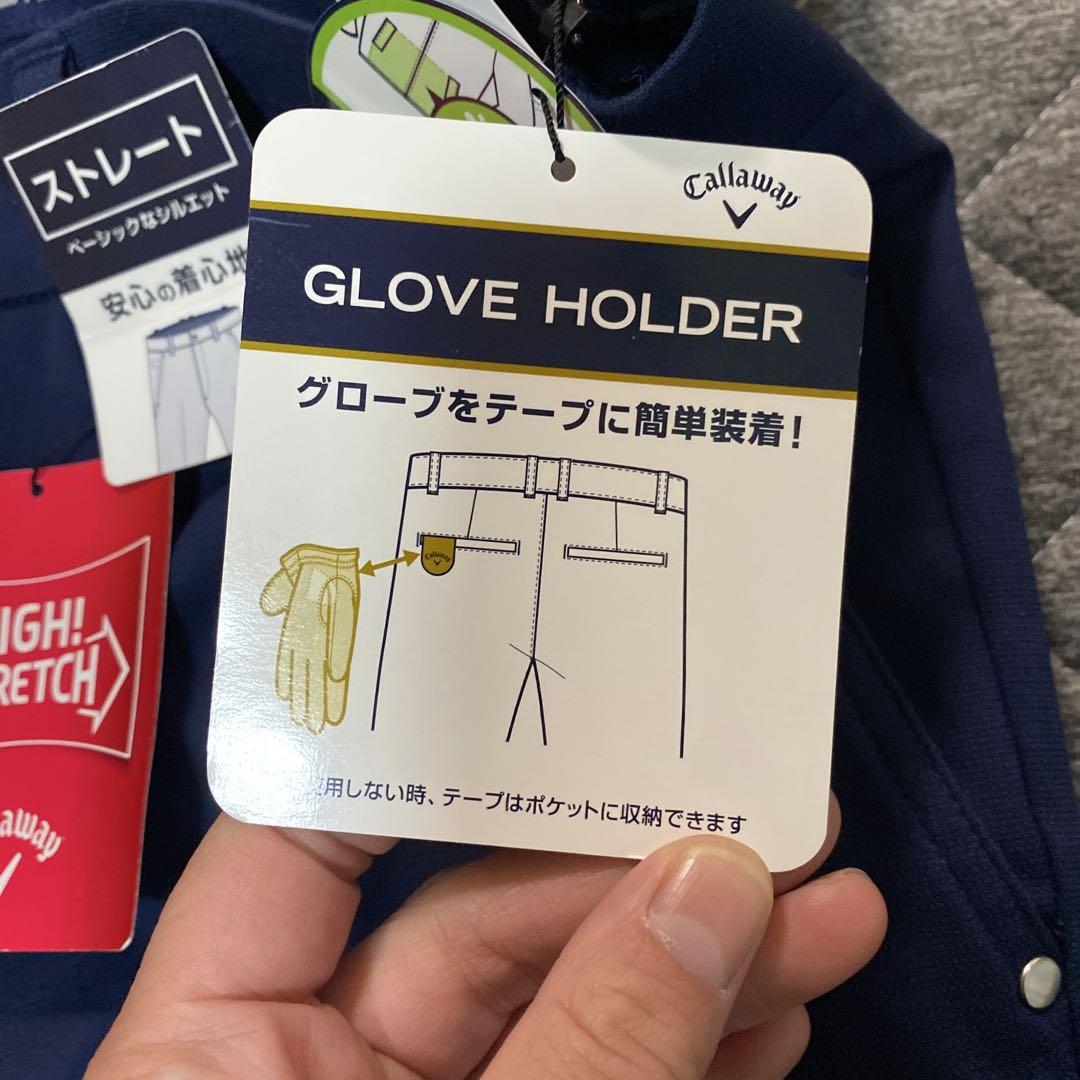 ストレート
ベーシックなシルエット
安心の着心地
Callaway
GLOVE HOLDER
グローブをテープに簡単装着!
Callaway
用しない時、テープはポケットに収納できます
IGH!
RETCH
away